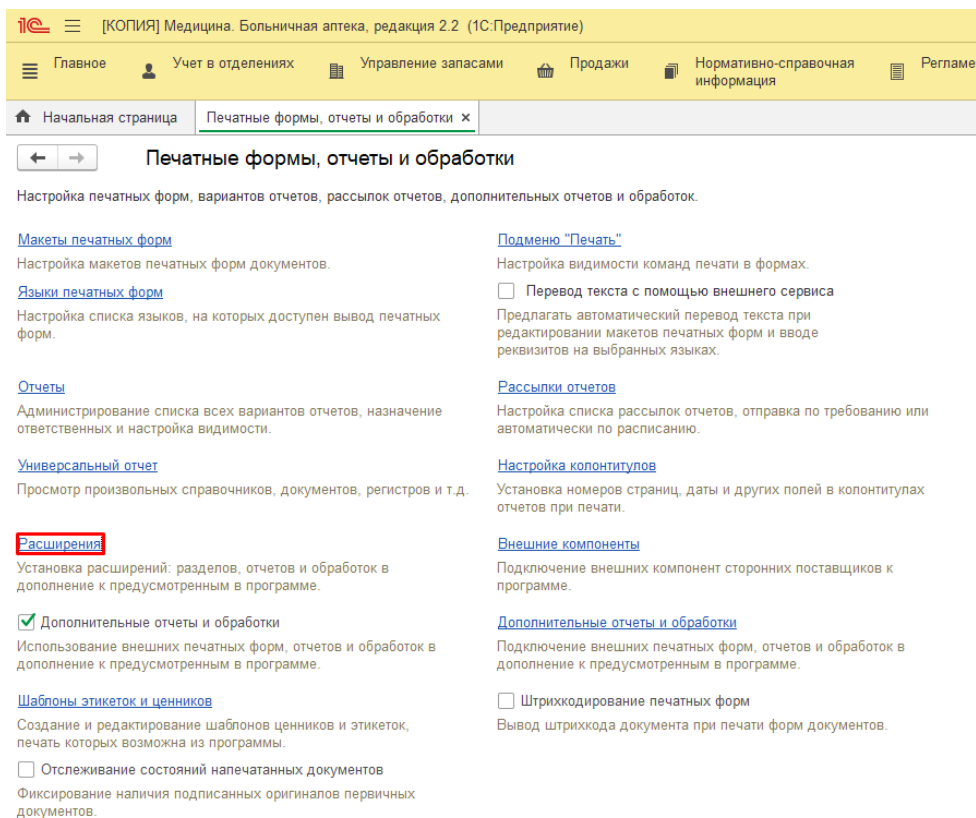 [КОПИЯ] Медицина. Больничная аптека, редакция 2.2 (1С:Предприятие)
Главное
Учет в отделениях
Управление запасами
Продажи
Нормативно-справочная
информация
Регламе
Начальная страница
Печатные формы, отчеты и обработки ×
Печатные формы, отчеты и обработки
Настройка печатных форм, вариантов отчетов, рассылок отчетов, дополнительных отчетов и обработок.
Макеты печатных форм
Настройка макетов печатных форм документов.
Языки печатных форм
Настройка списка языков, на которых доступен вывод печатных
форм.
Подменю "Печать"
Настройка видимости команд печати в формах.
Перевод текста с помощью внешнего сервиса
Предлагать автоматический перевод текста при
редактировании макетов печатных форм и вводе
реквизитов на выбранных языках.
Отчеты
Администрирование списка всех вариантов отчетов, назначение
ответственных и настройка видимости.
Рассылки отчетов
Настройка списка рассылок отчетов, отправка по требованию или
автоматически по расписанию.
Универсальный отчет
Просмотр произвольных справочников, документов, регистров и т.д.
Настройка колонтитулов
Установка номеров страниц, даты и других полей в колонтитулах
отчетов при печати.
Расширения
Установка расширений: разделов, отчетов и обработок в
дополнение к предусмотренным в программе.
Внешние компоненты
Подключение внешних компонент сторонних поставщиков к
программе.
Дополнительные отчеты и обработки
Использование внешних печатных форм, отчетов и обработок в
дополнение к предусмотренным в программе.
Дополнительные отчеты и обработки
Подключение внешних печатных форм, отчетов и обработок в
дополнение к предусмотренным в программе.
Шаблоны этикеток и ценников
Создание и редактирование шаблонов ценников и этикеток,
печать которых возможна из программы.
Штрихкодирование печатных форм
Вывод штрихкода документа при печати форм документов.
Отслеживание состояний напечатанных документов
Фиксирование наличия подписанных оригиналов первичных
документов.